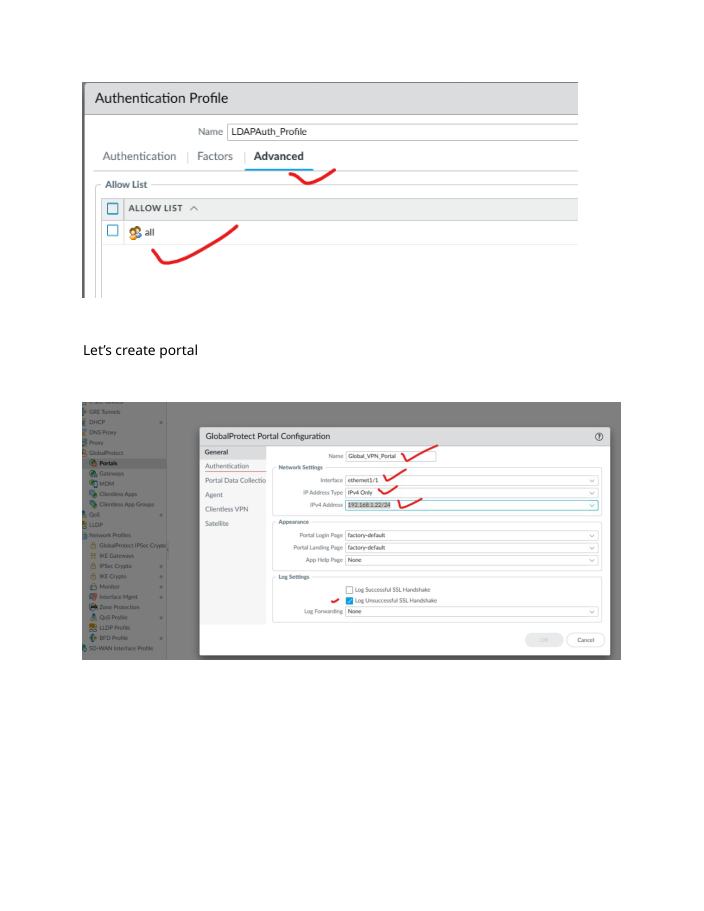 Authentication Profile
Name LDAPAuth_Profile
Authentication Factors Advanced
Allow List
ALLOW LIST
all
Let’s create portal
GRE Tunnels
DHCP
DNS Proxy
Proxy
GlobalProtect
Portals
Gateways
MDM
Clientless Apps
Clientless App Groups
QoS
LLDP
Network Profiles
GlobalProtect IPSec Crypto
IKE Gateways
IPSec Crypto
IKE Crypto
Monitor
Interface Mgmt
Zone Protection
QoS Profile
LLDP Profile
BFD Profile
SD-WAN Interface Profile
GlobalProtect Portal Configuration
General
Authentication
Portal Data Collectio
Agent
Clientless VPN
Satellite
Name Global_VPN_Portal
Network Settings
Interface ethernet1/1
IP Address Type IPv4 Only
IPv4 Address 192.168.1.22/24
Appearance
Portal Login Page factory-default
Portal Landing Page factory-default
App Help Page None
Log Settings
Log Successful SSL Handshake
Log Unsuccessful SSL Handshake
Log Forwarding None
OK Cancel